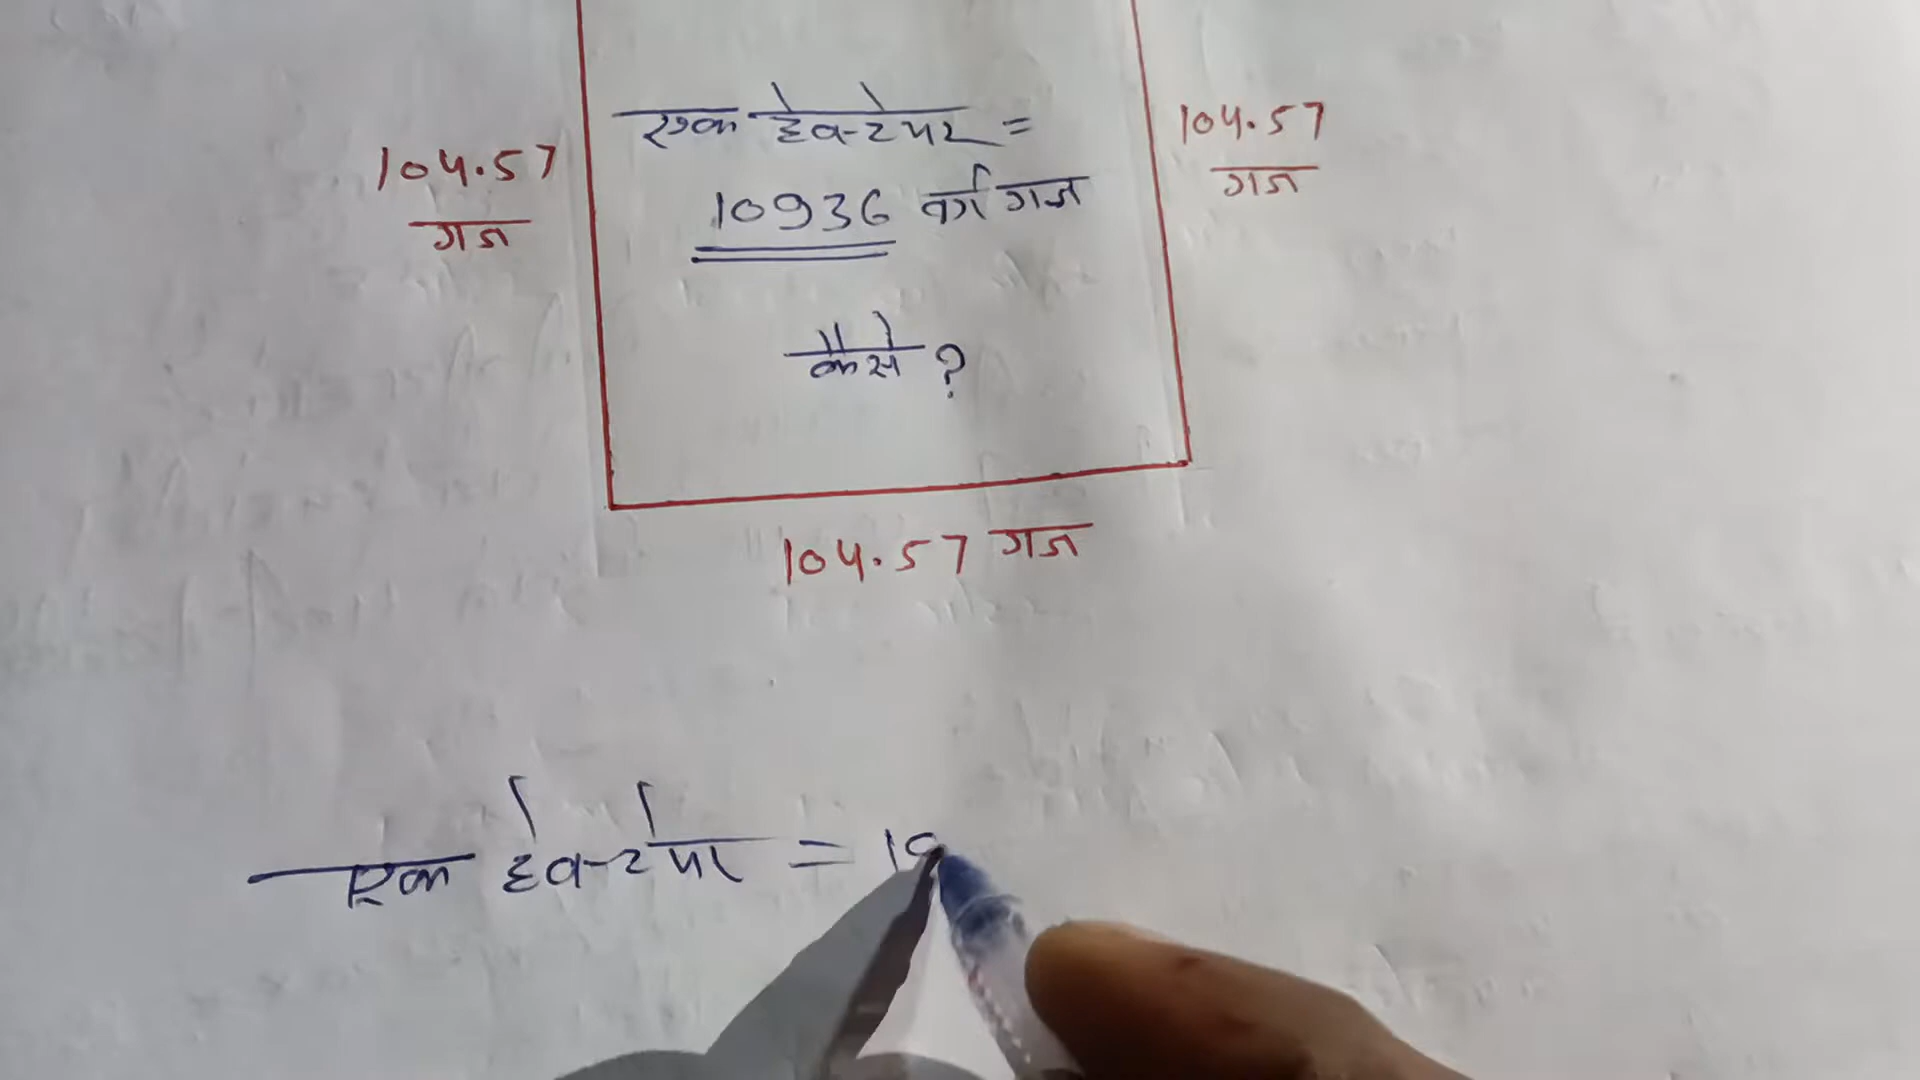 एक हेक्टेयर =
104.57
गज
10936 वर्ग गज
104.57
गज
कैसे ?
104.57 गज
एक हेक्टेयर = 10